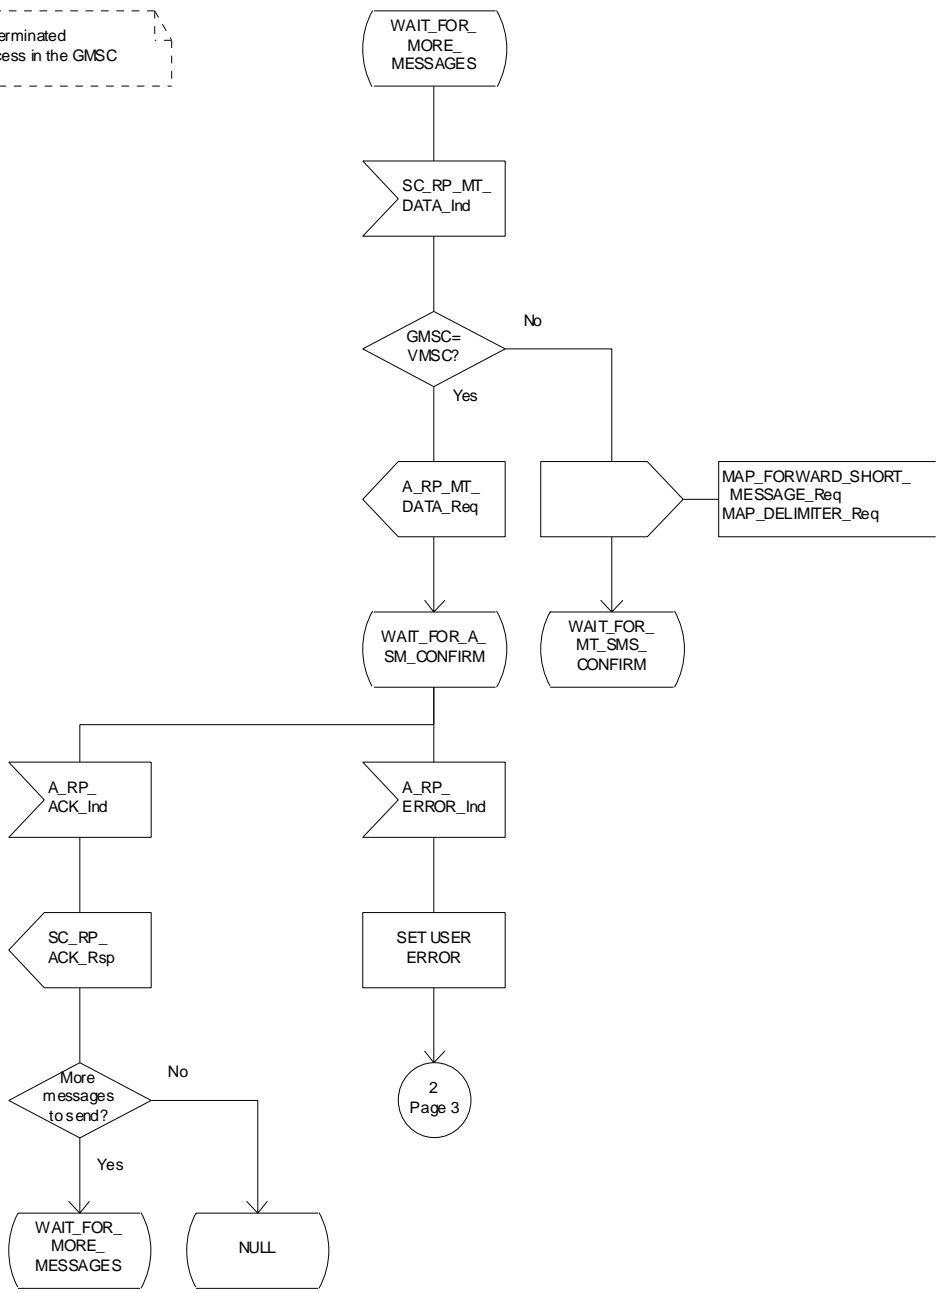 erminated
cess in the GMSC
WAIT_FOR_
MORE_
MESSAGES
SC_RP_MT_
DATA_Ind
GMSC=
VMSC?
No
Yes
A_RP_MT_
DATA_Req
MAP_FORWARD_SHORT_
MESSAGE_Req
MAP_DELIMITER_Req
WAIT_FOR_A_
SM_CONFIRM
WAIT_FOR_
MT_SMS_
CONFIRM
A_RP_
ACK_Ind
A_RP_
ERROR_Ind
SC_RP_
ACK_Rsp
SET USER
ERROR
More
messages
to send?
No
Yes
2
Page 3
WAIT_FOR_
MORE_
MESSAGES
NULL